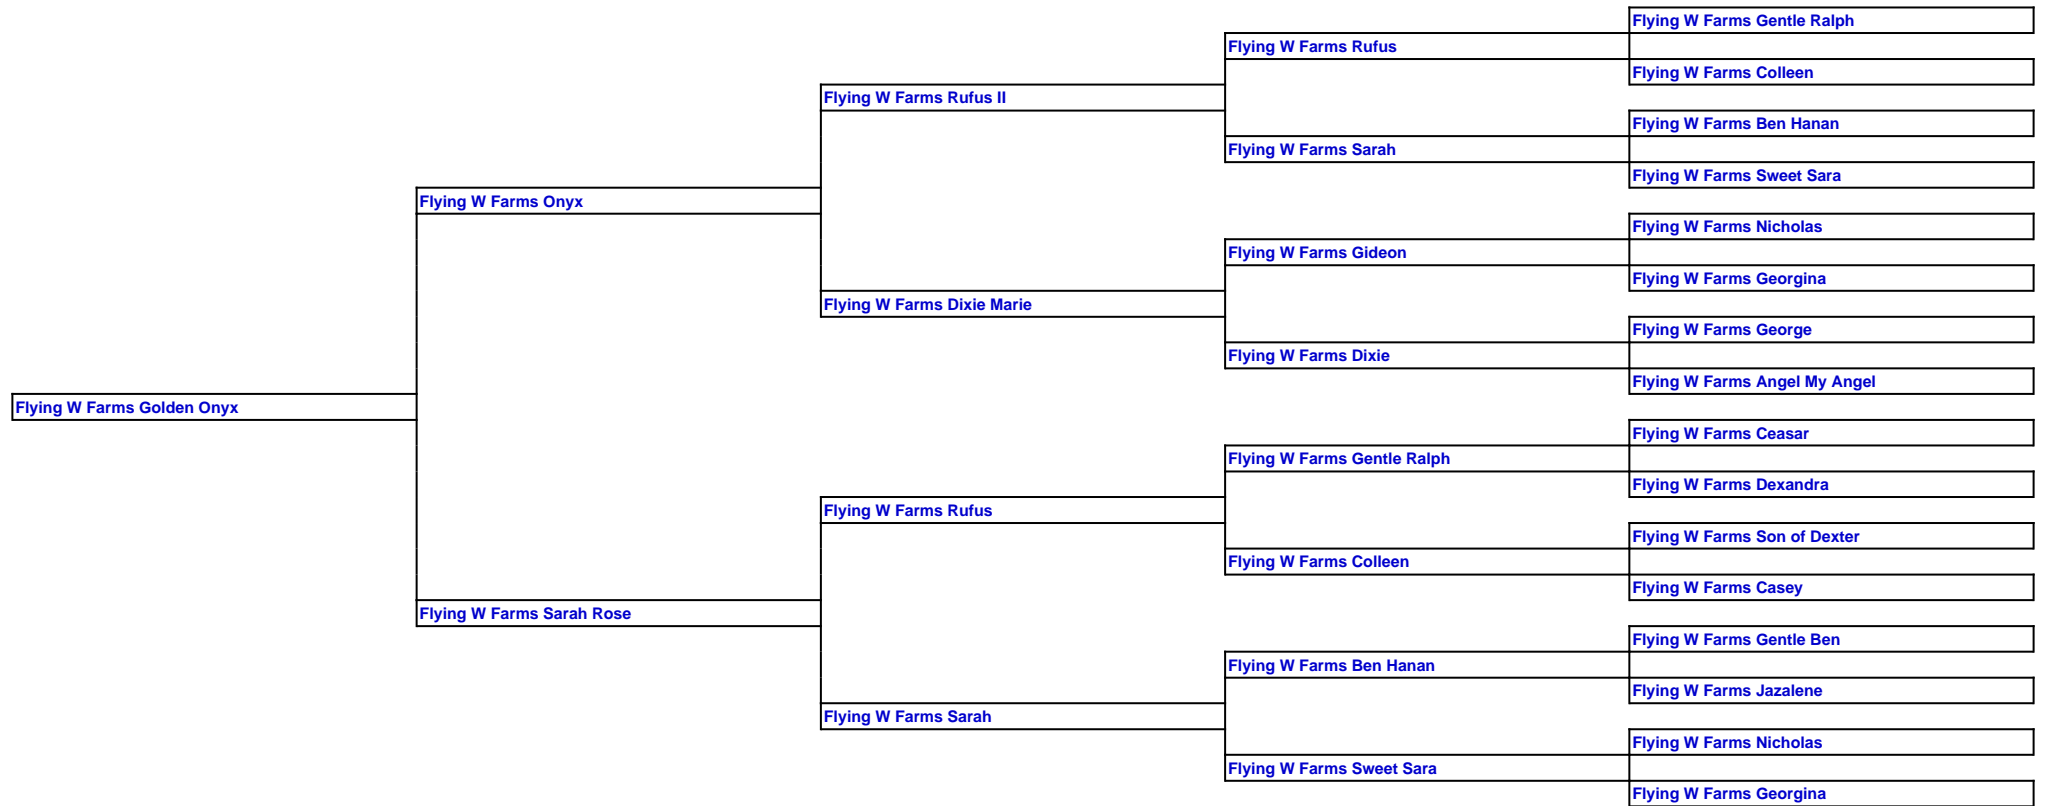 Flying W Farms Gentle Ralph
Flying W Farms Rufus
Flying W Farms Colleen
Flying W Farms Rufus II
Flying W Farms Ben Hanan
Flying W Farms Sarah
Flying W Farms Sweet Sara
Flying W Farms Onyx
Flying W Farms Nicholas
Flying W Farms Gideon
Flying W Farms Georgina
Flying W Farms Dixie Marie
Flying W Farms George
Flying W Farms Dixie
Flying W Farms Angel My Angel
Flying W Farms Golden Onyx
Flying W Farms Ceasar
Flying W Farms Gentle Ralph
Flying W Farms Dexandra
Flying W Farms Rufus
Flying W Farms Son of Dexter
Flying W Farms Colleen
Flying W Farms Casey
Flying W Farms Sarah Rose
Flying W Farms Gentle Ben
Flying W Farms Ben Hanan
Flying W Farms Jazalene
Flying W Farms Sarah
Flying W Farms Nicholas
Flying W Farms Sweet Sara
Flying W Farms Georgina